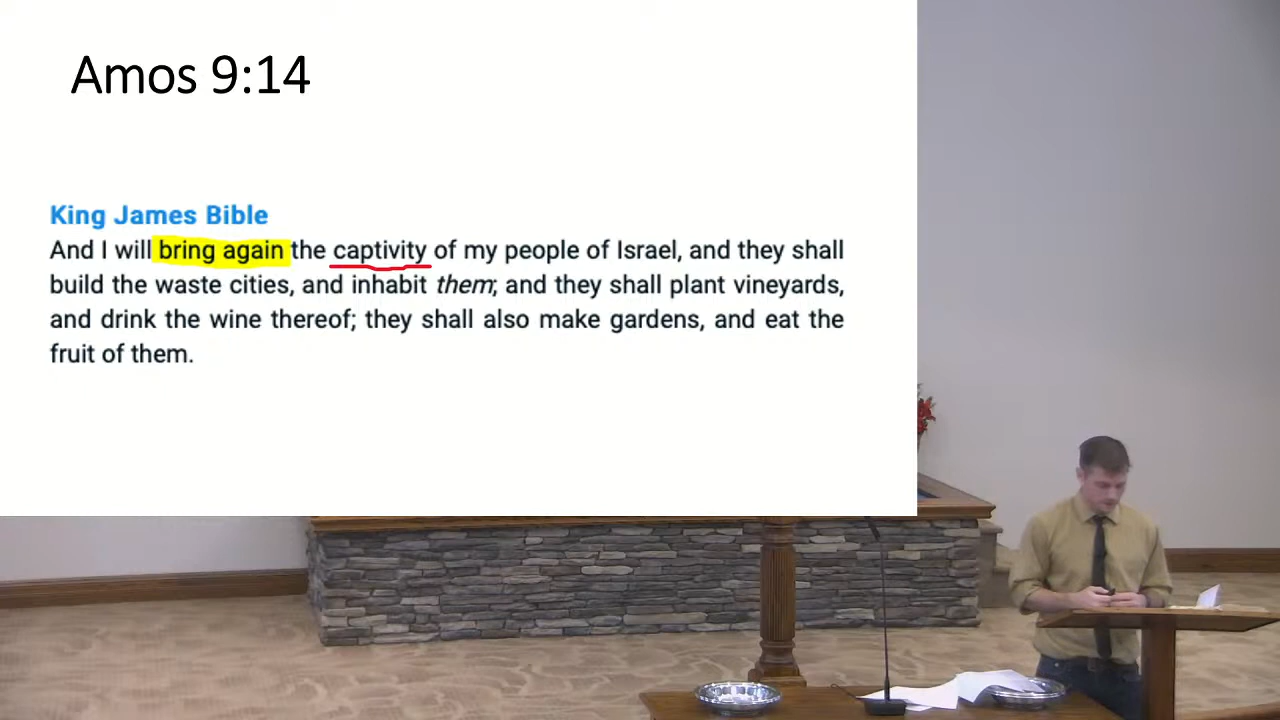 Amos 9:14
King James Bible
And I will bring again the captivity of my people of Israel, and they shall
build the waste cities, and inhabit them; and they shall plant vineyards,
and drink the wine thereof; they shall also make gardens, and eat the
fruit of them.